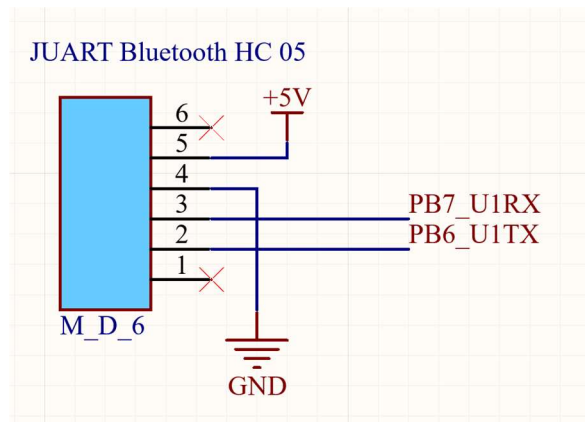 JUART Bluetooth HC 05
+5V
6
5
4
3
PB7_U1RX
2
PB6_U1TX
1
M_D_6
GND